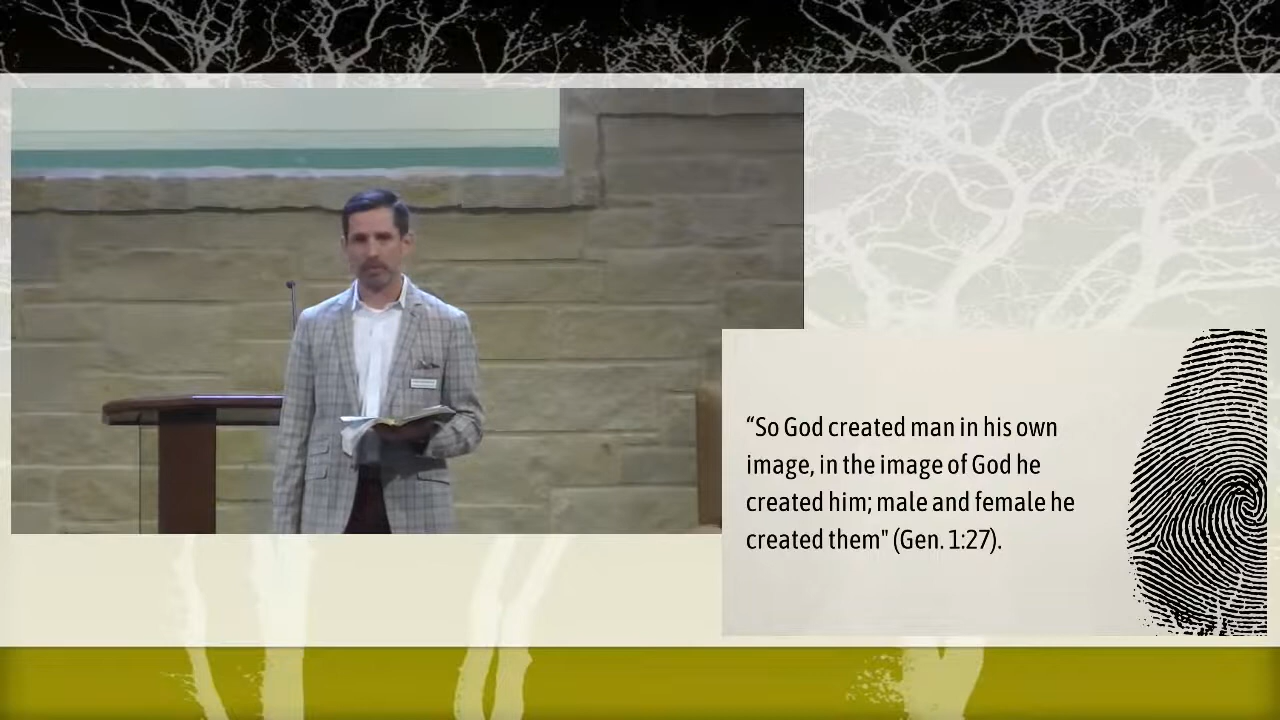 “So God created man in his own
image, in the image of God he
created him; male and female he
created them" (Gen. 1:27).